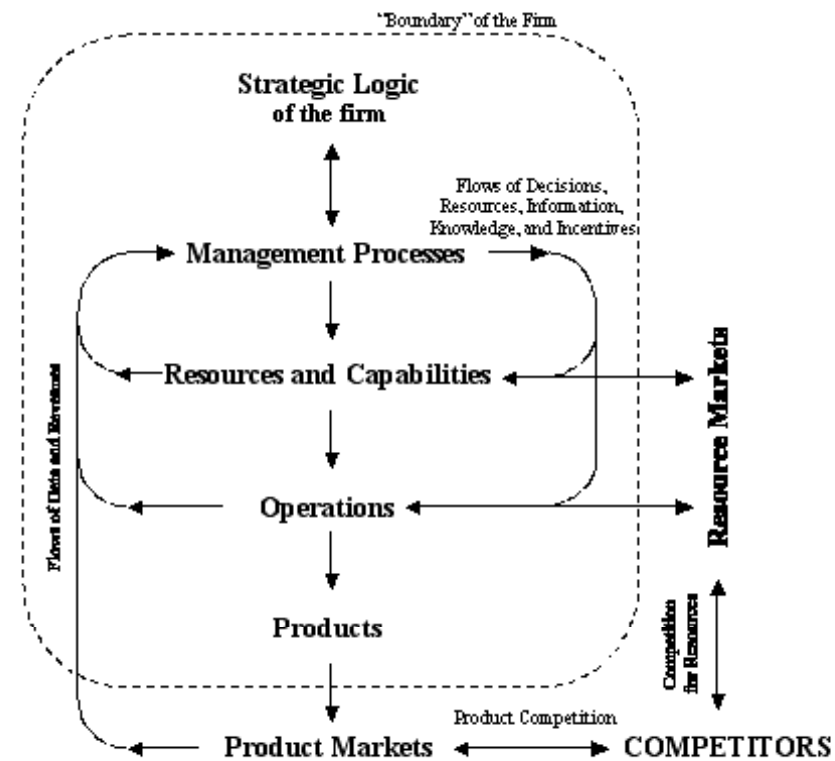 “Boundary” of the Firm
Strategic Logic
of the firm
Flows of Decisions,
Resources, Information,
Knowledge, and Incentives
Management Processes
Resources and Capabilities
Resource Markets
Flows of Data and Revenues
Operations
Products
Competition
for Resources
Product Competition
Product Markets
COMPETITORS